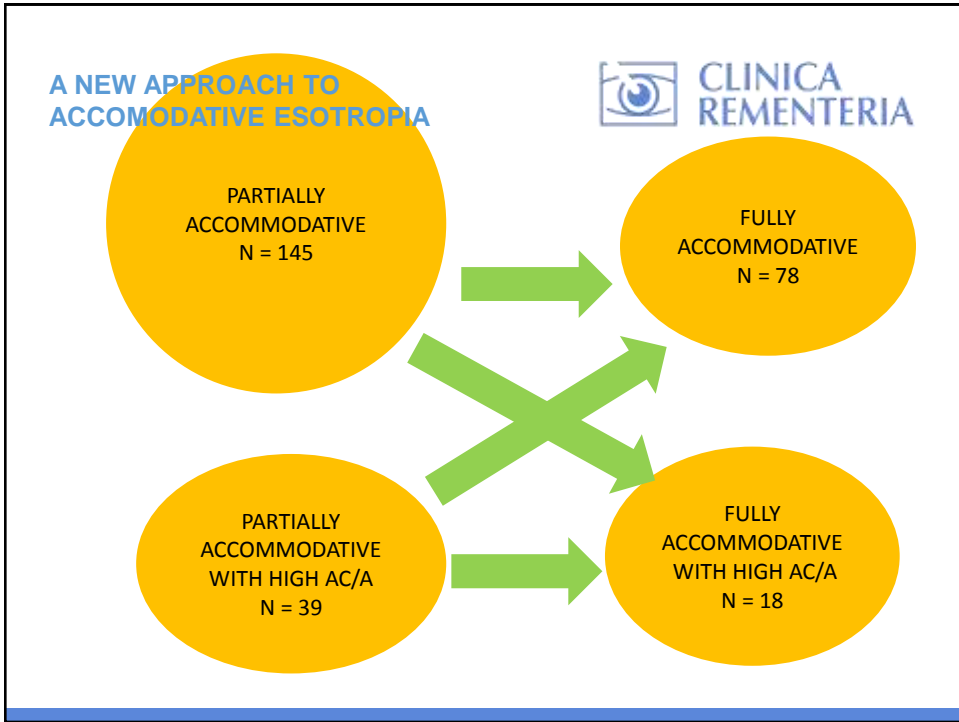 A NEW APPROACH TO
ACCOMODATIVE ESOTROPIA
CLINICA
REMENTERIA
PARTIALLY
ACCOMMODATIVE
N = 145
FULLY
ACCOMMODATIVE
N = 78
PARTIALLY
ACCOMMODATIVE
WITH HIGH AC/A
N = 39
FULLY
ACCOMMODATIVE
WITH HIGH AC/A
N = 18